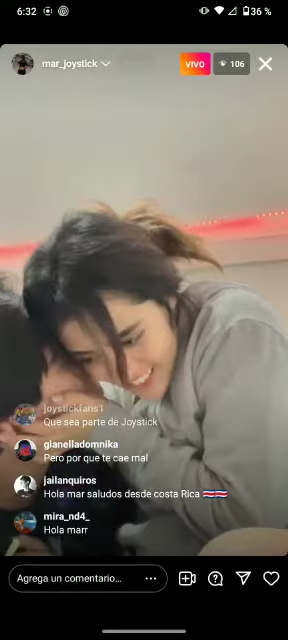 6:32
36 %
mar_joystick
VIVO
106
joystickfans1
Que sea parte de Joystick
gianelladomnika
Pero por que te cae mal
jailanquiros
Hola mar saludos desde costa Rica 🇨🇷🇨🇷
mira_nd4_
Hola marr
Agrega un comentario...